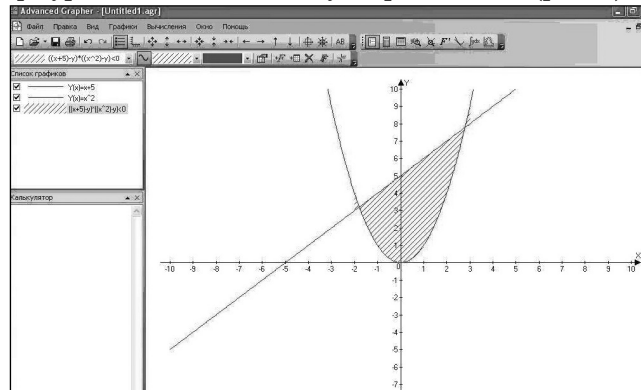 Advanced Grapher - [Untitled1.agr]
Файл Правка Вид Графики Вычисления Окно Помощь
((x+5)-y)*((x^2)-y)<0
Список графиков
Y(x)=x+5
Y(x)=x^2
((x+5)-y)*((x^2)-y)<0
Калькулятор
Y
10
9
8
7
6
5
4
3
2
1
X
-10 -9 -8 -7 -6 -5 -4 -3 -2 -1 0 1 2 3 4 5 6 7 8 9 10
-1
-2
-3
-4
-5
-6
-7